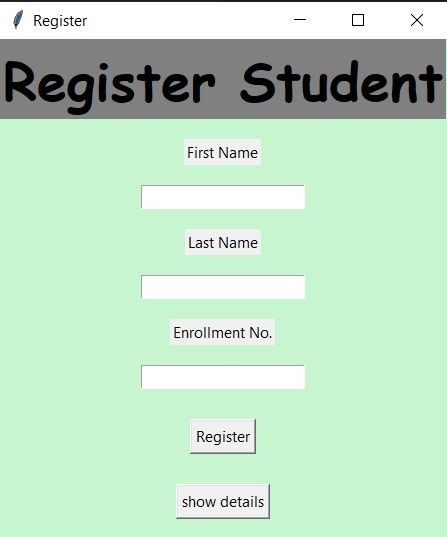 Register
Register Student
First Name
Last Name
Enrollment No.
Register
show details